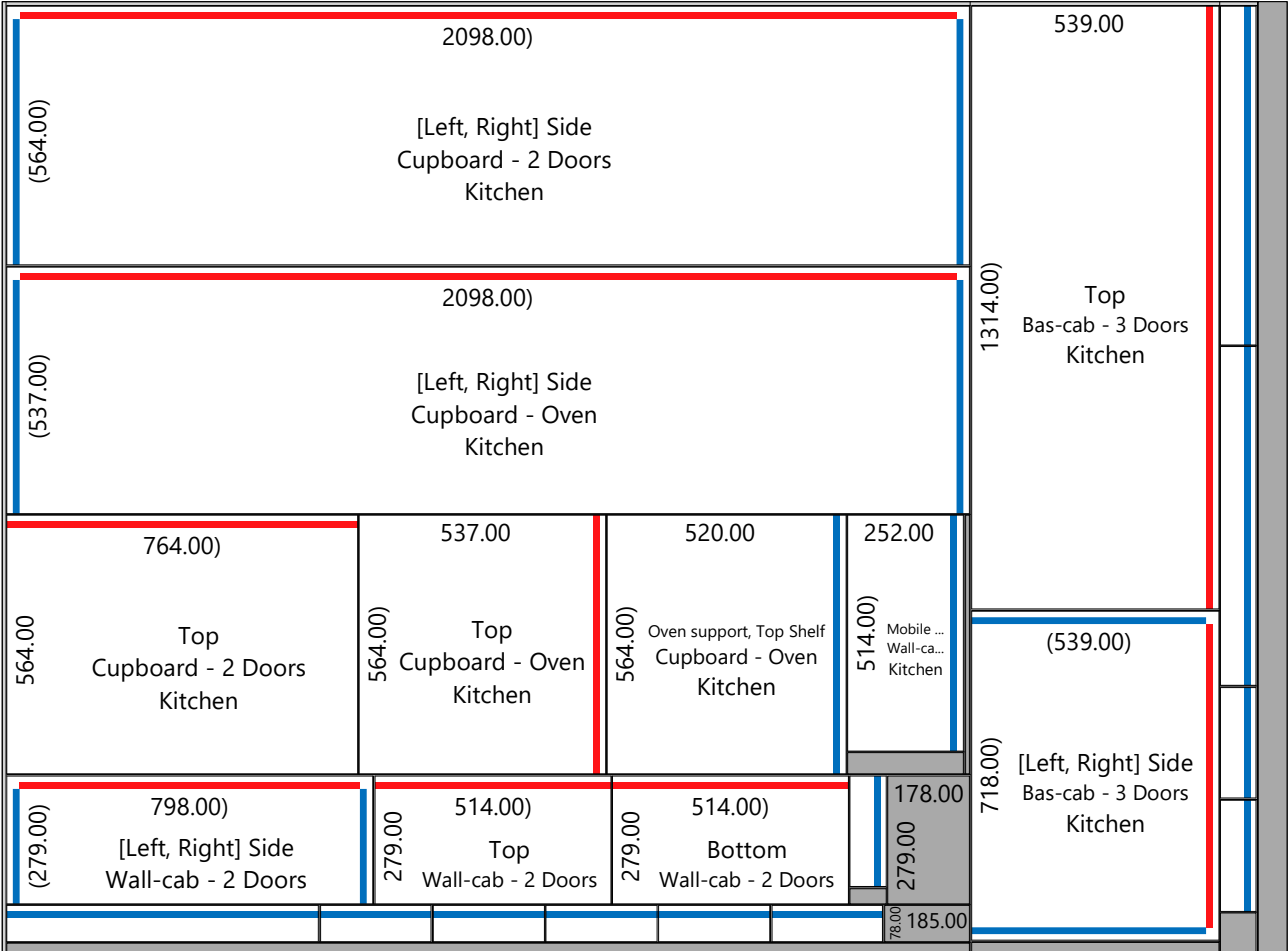 2098.00)
(564.00)
[Left, Right] Side
Cupboard - 2 Doors
Kitchen
539.00
1314.00)
Top
Bas-cab - 3 Doors
Kitchen
2098.00)
(537.00)
[Left, Right] Side
Cupboard - Oven
Kitchen
764.00)
564.00
Top
Cupboard - 2 Doors
Kitchen
537.00
564.00)
Top
Cupboard - Oven
Kitchen
520.00
564.00)
Oven support, Top Shelf
Cupboard - Oven
Kitchen
252.00
514.00)
Mobile ...
Wall-ca...
Kitchen
(539.00)
718.00)
[Left, Right] Side
Bas-cab - 3 Doors
Kitchen
798.00)
(279.00)
[Left, Right] Side
Wall-cab - 2 Doors
514.00)
279.00
Top
Wall-cab - 2 Doors
514.00)
279.00
Bottom
Wall-cab - 2 Doors
178.00
279.00
78.00
185.00